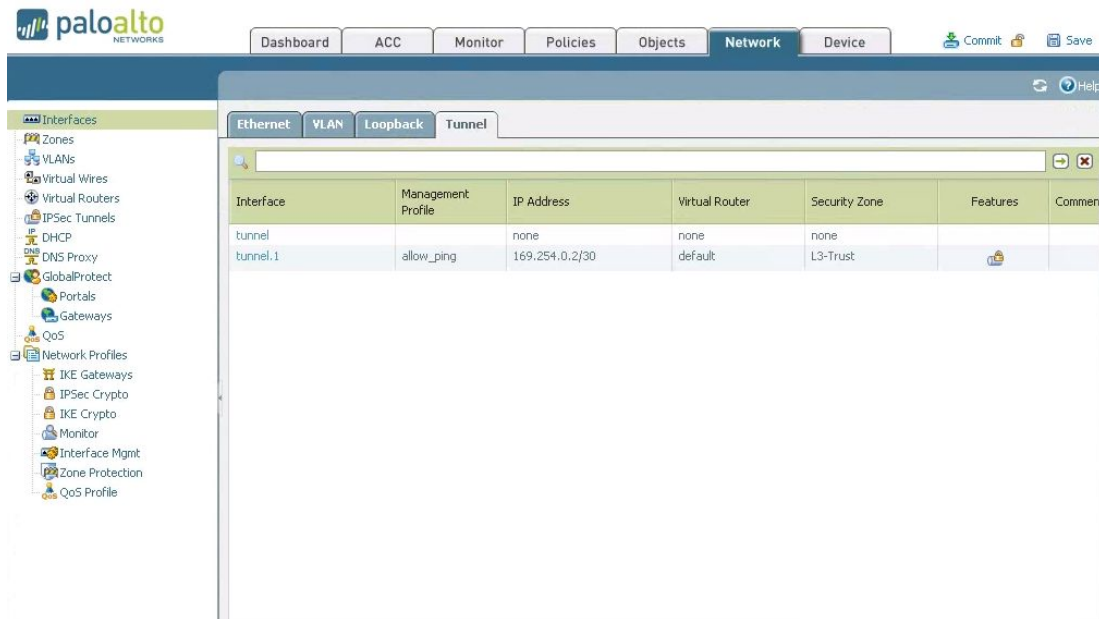 paloalto
NETWORKS
Dashboard ACC Monitor Policies Objects Network Device Commit Save
Help
Interfaces
Zones
VLANs
Virtual Wires
Virtual Routers
IPSec Tunnels
DHCP
DNS Proxy
GlobalProtect
Portals
Gateways
QoS
Network Profiles
IKE Gateways
IPSec Crypto
IKE Crypto
Monitor
Interface Mgmt
Zone Protection
QoS Profile
Ethernet VLAN Loopback Tunnel
Interface Management Profile IP Address Virtual Router Security Zone Features Commen
tunnel none none none
tunnel.1 allow_ping 169.254.0.2/30 default L3-Trust